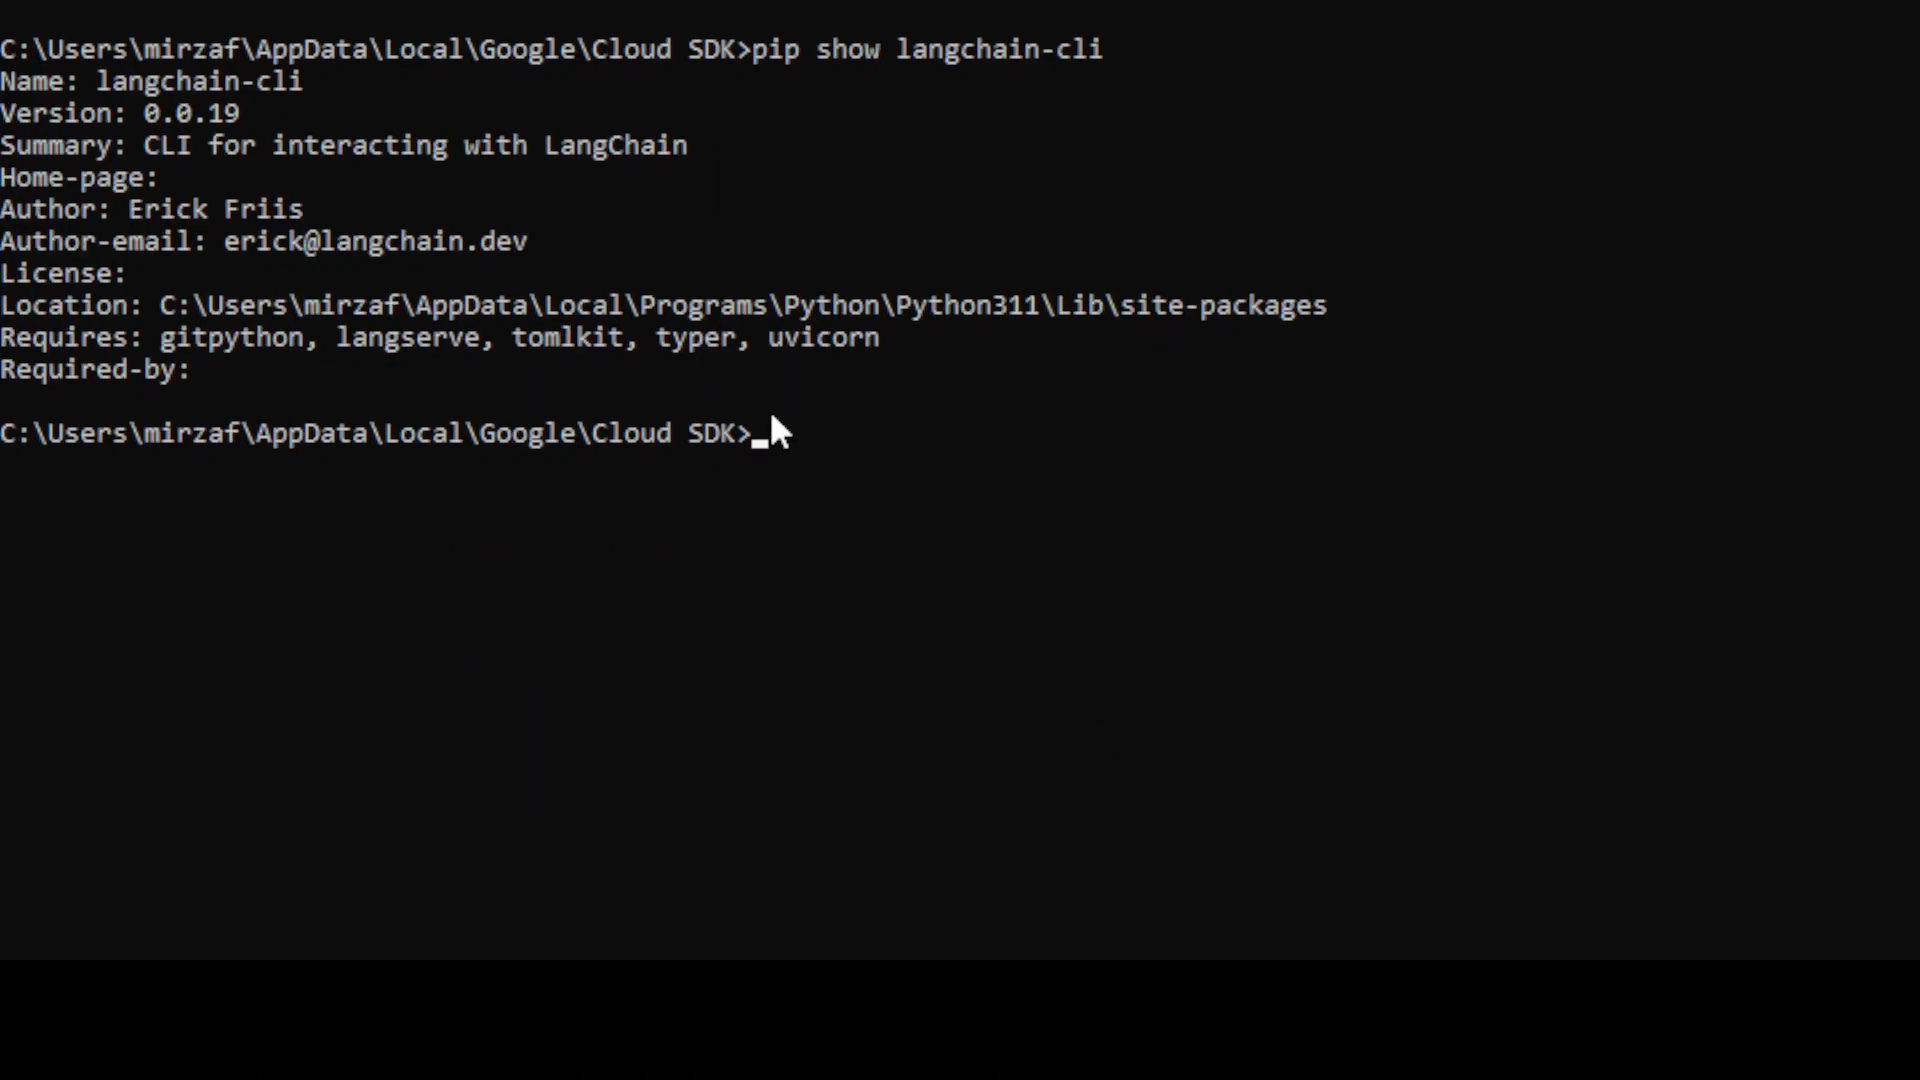 C:\Users\mirzaf\AppData\Local\Google\Cloud SDK>pip show langchain-cli
Name: langchain-cli
Version: 0.0.19
Summary: CLI for interacting with LangChain
Home-page:
Author: Erick Friis
Author-email: erick@langchain.dev
License:
Location: C:\Users\mirzaf\AppData\Local\Programs\Python\Python311\Lib\site-packages
Requires: gitpython, langserve, tomlkit, typer, uvicorn
Required-by:
C:\Users\mirzaf\AppData\Local\Google\Cloud SDK>_